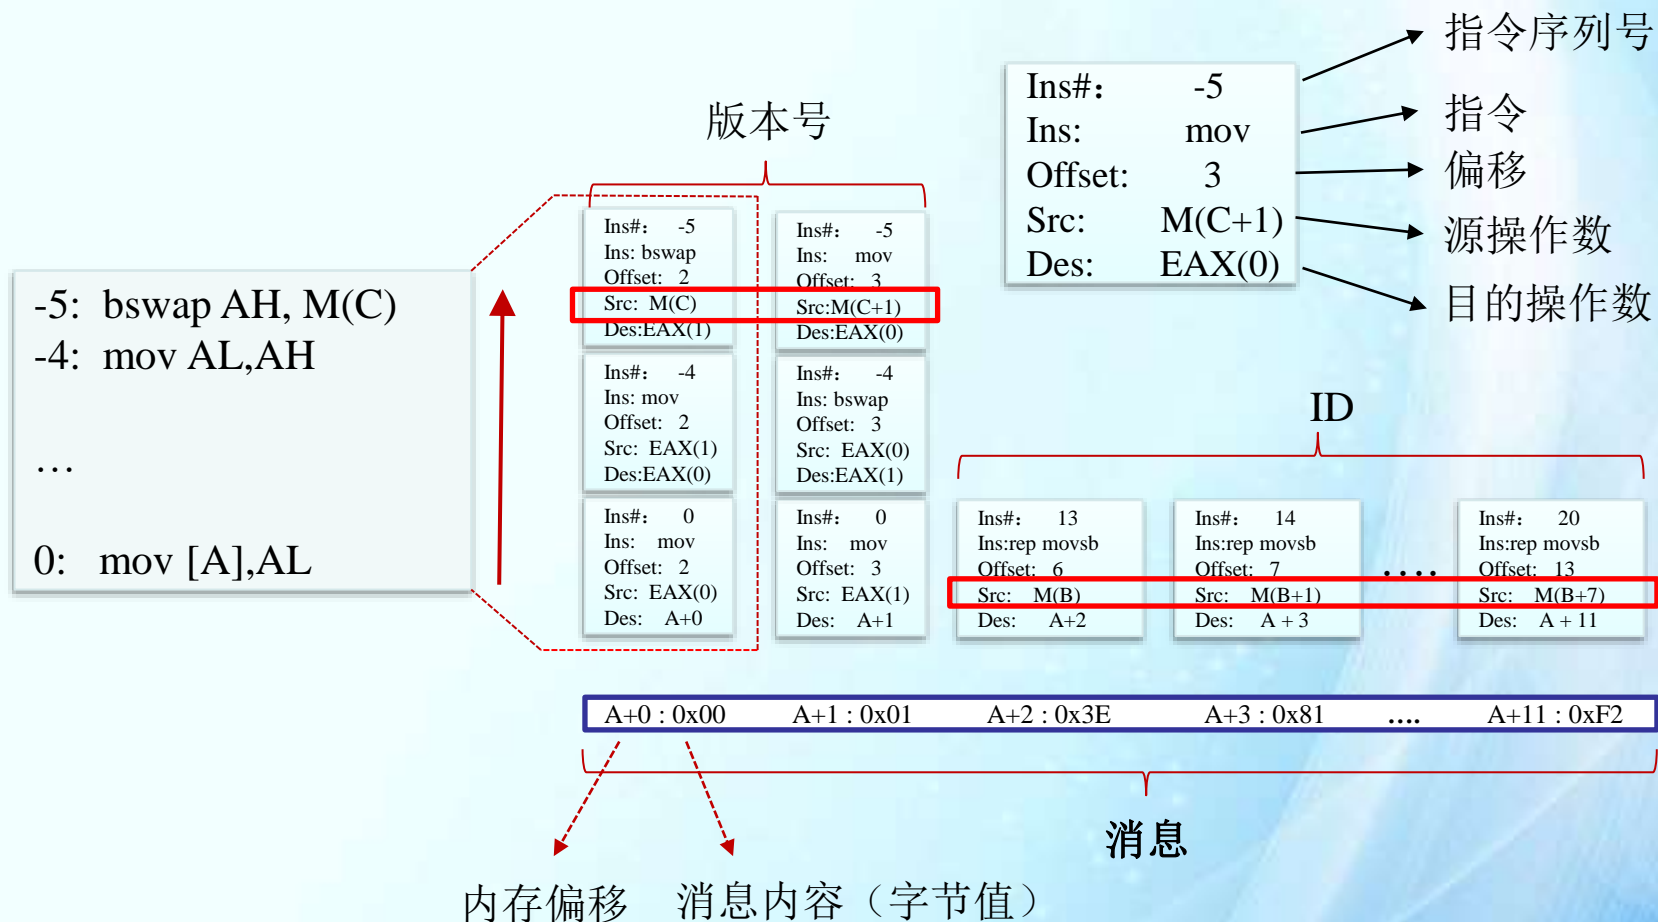 指令序列号
指令
偏移
源操作数
目的操作数
Ins#： -5
Ins: mov
Offset: 3
Src: M(C+1)
Des: EAX(0)
版本号
-5: bswap AH, M(C)
-4: mov AL,AH
…
0: mov [A],AL
Ins#： -5
Ins: bswap
Offset: 2
Src: M(C)
Des:EAX(1)
Ins#： -5
Ins: mov
Offset: 3
Src:M(C+1)
Des:EAX(0)
Ins#： -4
Ins: mov
Offset: 2
Src: EAX(1)
Des:EAX(0)
Ins#： -4
Ins: bswap
Offset: 3
Src: EAX(0)
Des:EAX(1)
Ins#： 0
Ins: mov
Offset: 2
Src: EAX(0)
Des: A+0
Ins#： 0
Ins: mov
Offset: 3
Src: EAX(1)
Des: A+1
ID
Ins#： 13
Ins:rep movsb
Offset: 6
Src: M(B)
Des: A+2
Ins#： 14
Ins:rep movsb
Offset: 7
Src: M(B+1)
Des: A + 3
....
Ins#： 20
Ins:rep movsb
Offset: 13
Src: M(B+7)
Des: A + 11
A+0 : 0x00 A+1 : 0x01 A+2 : 0x3E A+3 : 0x81 .... A+11 : 0xF2
消息
内存偏移 消息内容（字节值）